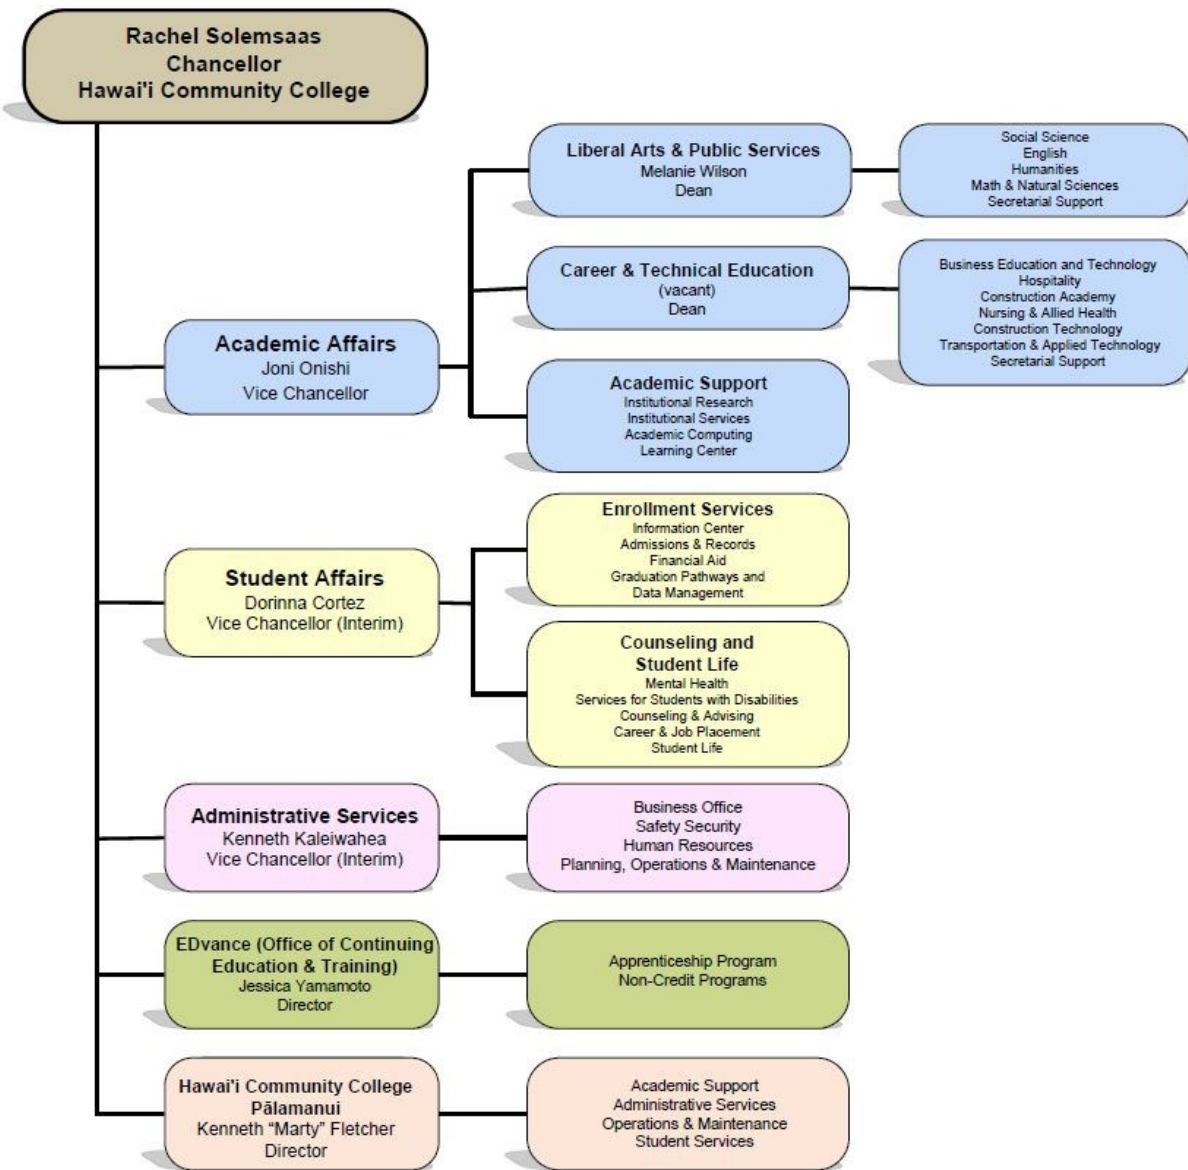 Rachel Solemsaas
Chancellor
Hawai'i Community College
Liberal Arts & Public Services
Melanie Wilson
Dean
Social Science
English
Humanities
Math & Natural Sciences
Secretarial Support
Career & Technical Education
(vacant)
Dean
Business Education and Technology
Hospitality
Construction Academy
Nursing & Allied Health
Construction Technology
Transportation & Applied Technology
Secretarial Support
Academic Affairs
Joni Onishi
Vice Chancellor
Academic Support
Institutional Research
Institutional Services
Academic Computing
Learning Center
Enrollment Services
Information Center
Admissions & Records
Financial Aid
Graduation Pathways and
Data Management
Student Affairs
Dorinna Cortez
Vice Chancellor (Interim)
Counseling and
Student Life
Mental Health
Services for Students with Disabilities
Counseling & Advising
Career & Job Placement
Student Life
Administrative Services
Kenneth Kaleiwahea
Vice Chancellor (Interim)
Business Office
Safety Security
Human Resources
Planning, Operations & Maintenance
EDvance (Office of Continuing
Education & Training)
Jessica Yamamoto
Director
Apprenticeship Program
Non-Credit Programs
Hawai'i Community College
Pālamanui
Kenneth “Marty” Fletcher
Director
Academic Support
Administrative Services
Operations & Maintenance
Student Services